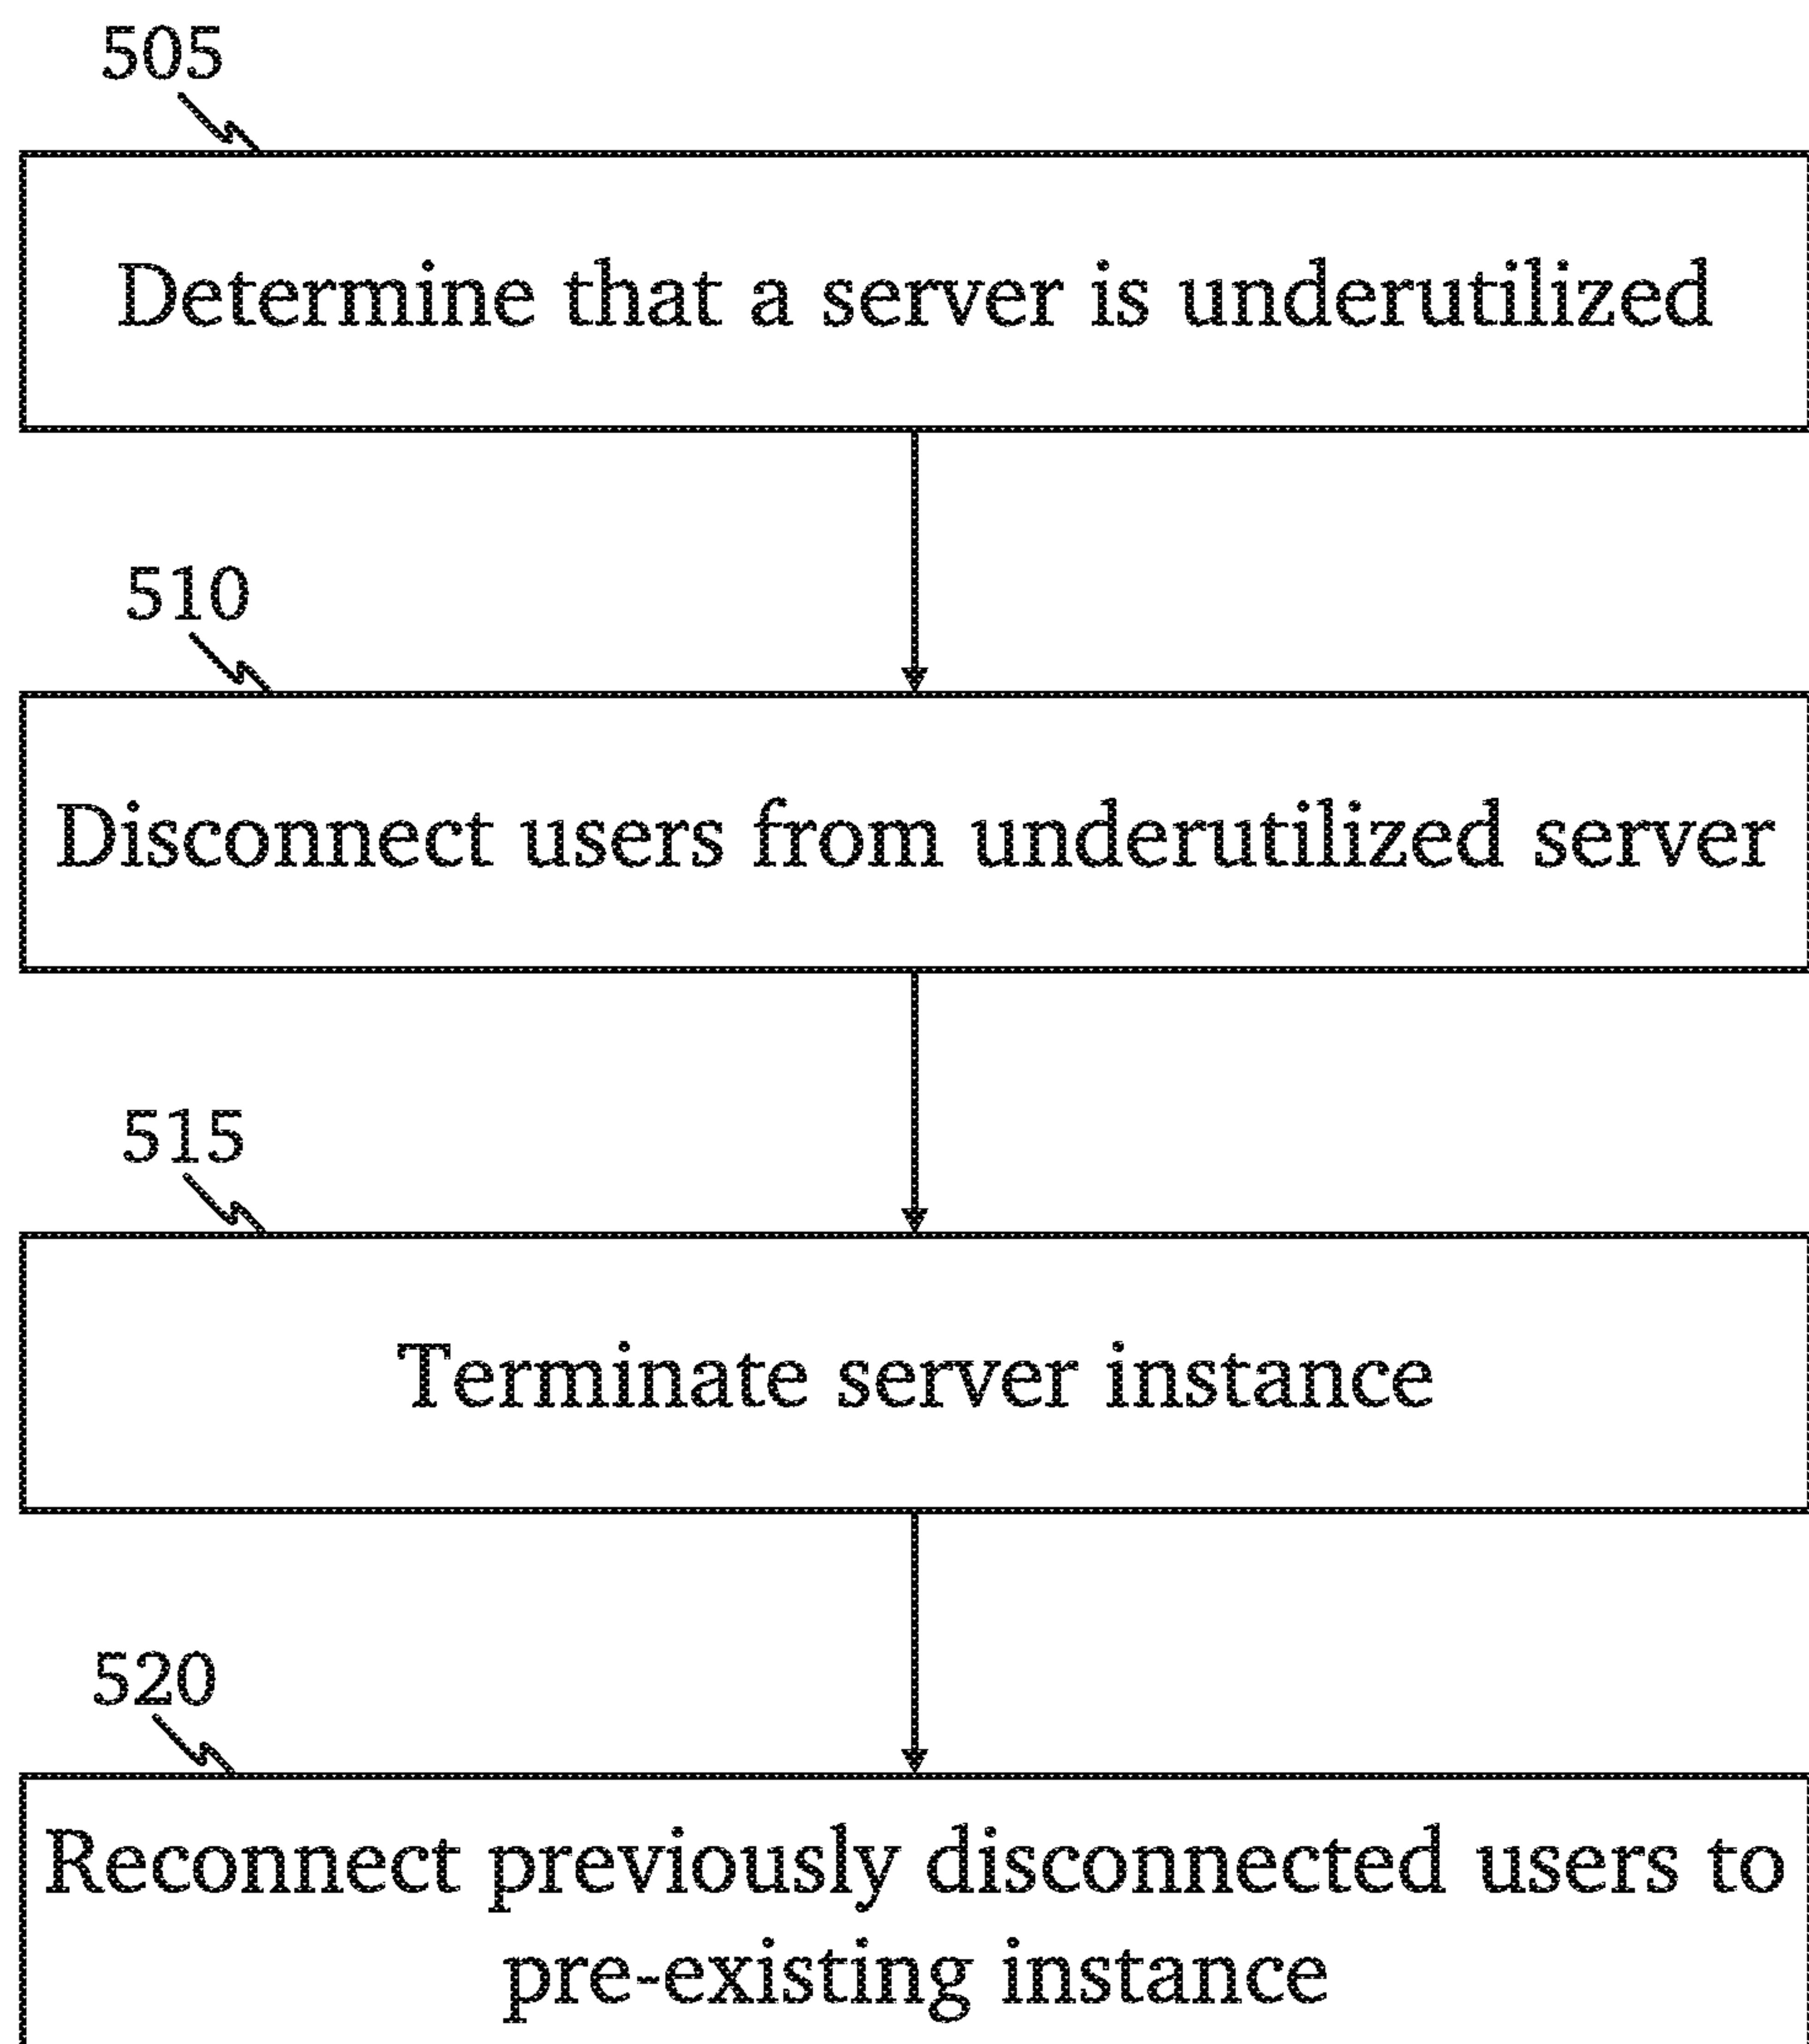 505
Determine that a server is underutilized
510
Disconnect users from underutilized server
515
Terminate server instance
520
Reconnect previously disconnected users to
pre-existing instance